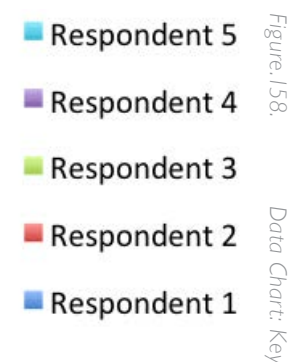 Respondent 5
Respondent 4
Respondent 3
Respondent 2
Respondent 1
Figure.158. Data Chart: Key